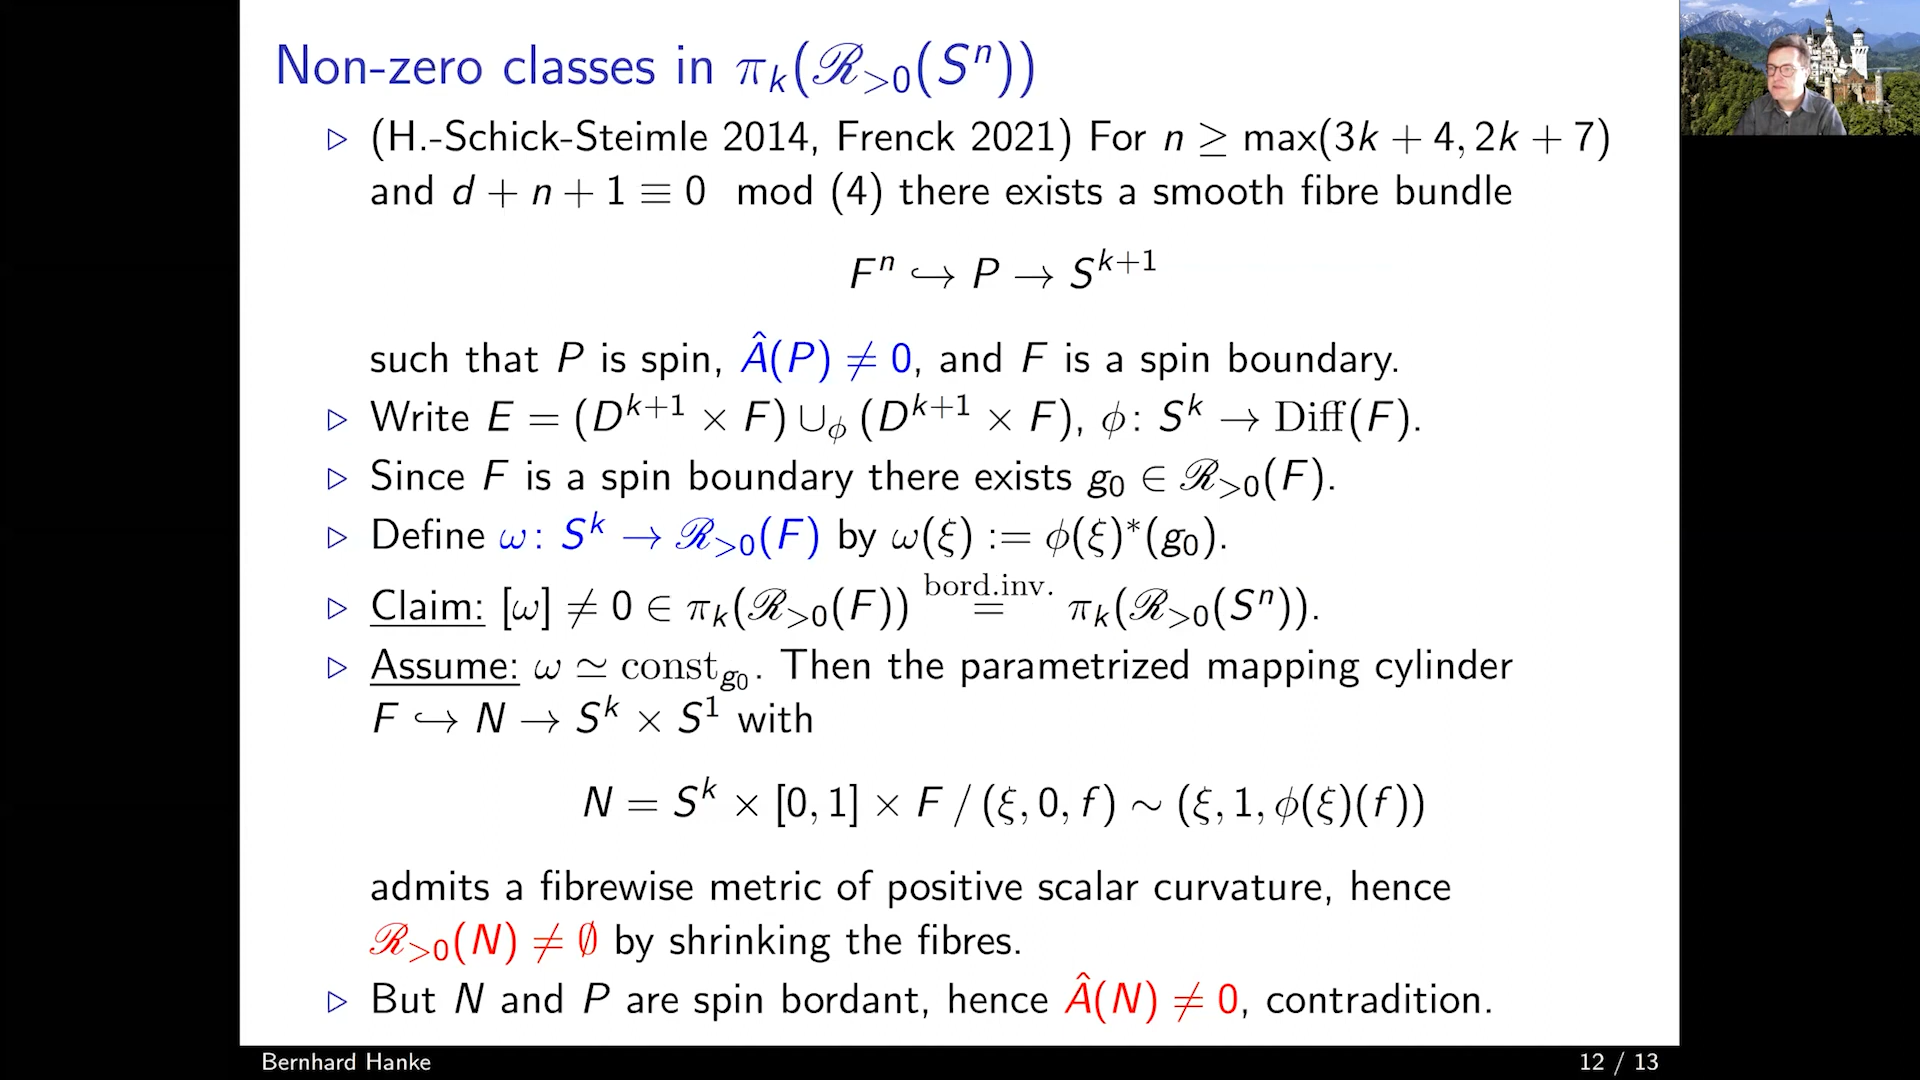 Non-zero classes in π_k(ℛ_{>0}(S^n))
▷ (H.-Schick-Steimle 2014, Frenck 2021) For n ≥ max(3k + 4, 2k + 7)
and d + n + 1 ≡ 0 mod (4) there exists a smooth fibre bundle
F^n ↪ P → S^{k+1}
such that P is spin, Â(P) ≠ 0, and F is a spin boundary.
▷ Write E = (D^{k+1} × F) ∪_ϕ (D^{k+1} × F), ϕ: S^k → Diff(F).
▷ Since F is a spin boundary there exists g_0 ∈ ℛ_{>0}(F).
▷ Define ω: S^k → ℛ_{>0}(F) by ω(ξ) := ϕ(ξ)*(g_0).
▷ Claim: [ω] ≠ 0 ∈ π_k(ℛ_{>0}(F)) =^{bord.inv.} π_k(ℛ_{>0}(S^n)).
▷ Assume: ω ≃ const_{g_0}. Then the parametrized mapping cylinder
F ↪ N → S^k × S^1 with
N = S^k × [0, 1] × F / (ξ, 0, f) ∼ (ξ, 1, ϕ(ξ)(f))
admits a fibrewise metric of positive scalar curvature, hence
ℛ_{>0}(N) ≠ ∅ by shrinking the fibres.
▷ But N and P are spin bordant, hence Â(N) ≠ 0, contradiction.
Bernhard Hanke
12 / 13